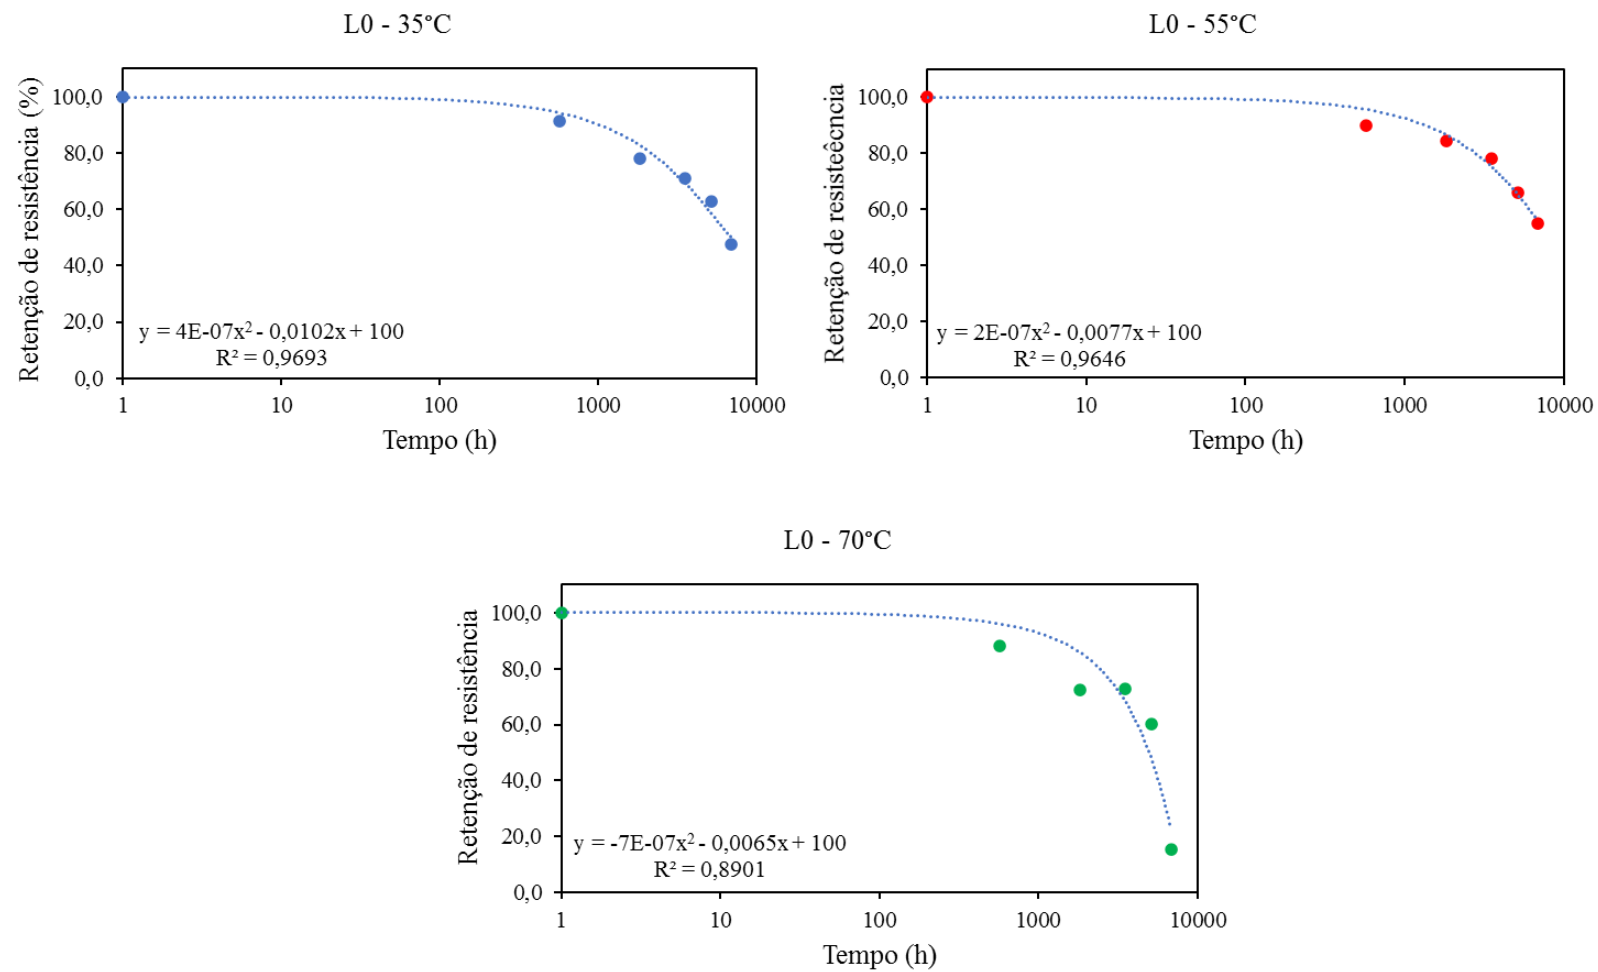 L0 - 35°C
Retenção de resistência (%)
100,0
80,0
60,0
40,0
20,0
0,0
y = 4E-07x² - 0,0102x + 100
R² = 0,9693
1 10 100 1000 10000
Tempo (h)
L0 - 55°C
Retenção de resisteêcncia
100,0
80,0
60,0
40,0
20,0
0,0
y = 2E-07x² - 0,0077x + 100
R² = 0,9646
1 10 100 1000 10000
Tempo (h)
L0 - 70°C
Retenção de resistência
100,0
80,0
60,0
40,0
20,0
0,0
y = -7E-07x² - 0,0065x + 100
R² = 0,8901
1 10 100 1000 10000
Tempo (h)